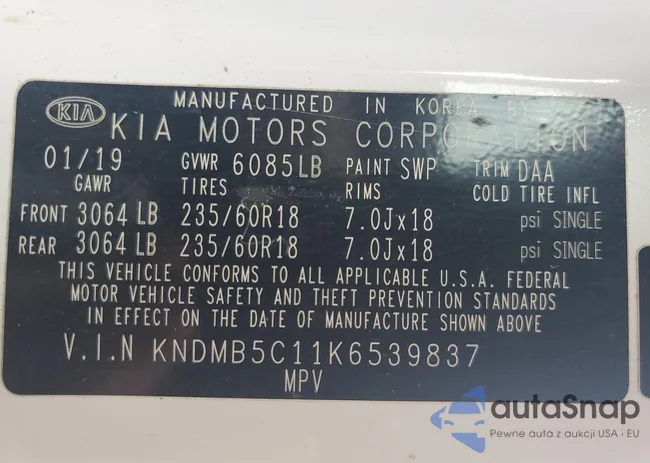 MANUFACTURED IN KOREA BY
KIA KIA MOTORS CORPORATION
01/19 GVWR 6085LB PAINT SWP TRIM DAA
GAWR TIRES RIMS COLD TIRE INFL
FRONT 3064 LB 235/60R18 7.0Jx18 psi SINGLE
REAR 3064 LB 235/60R18 7.0Jx18 psi SINGLE
THIS VEHICLE CONFORMS TO ALL APPLICABLE U.S.A. FEDERAL
MOTOR VEHICLE SAFETY AND THEFT PREVENTION STANDARDS
IN EFFECT ON THE DATE OF MANUFACTURE SHOWN ABOVE
V.I.N KNDMB5C11K6539837
MPV
autaSnap
Pewne auta z aukcji USA i EU